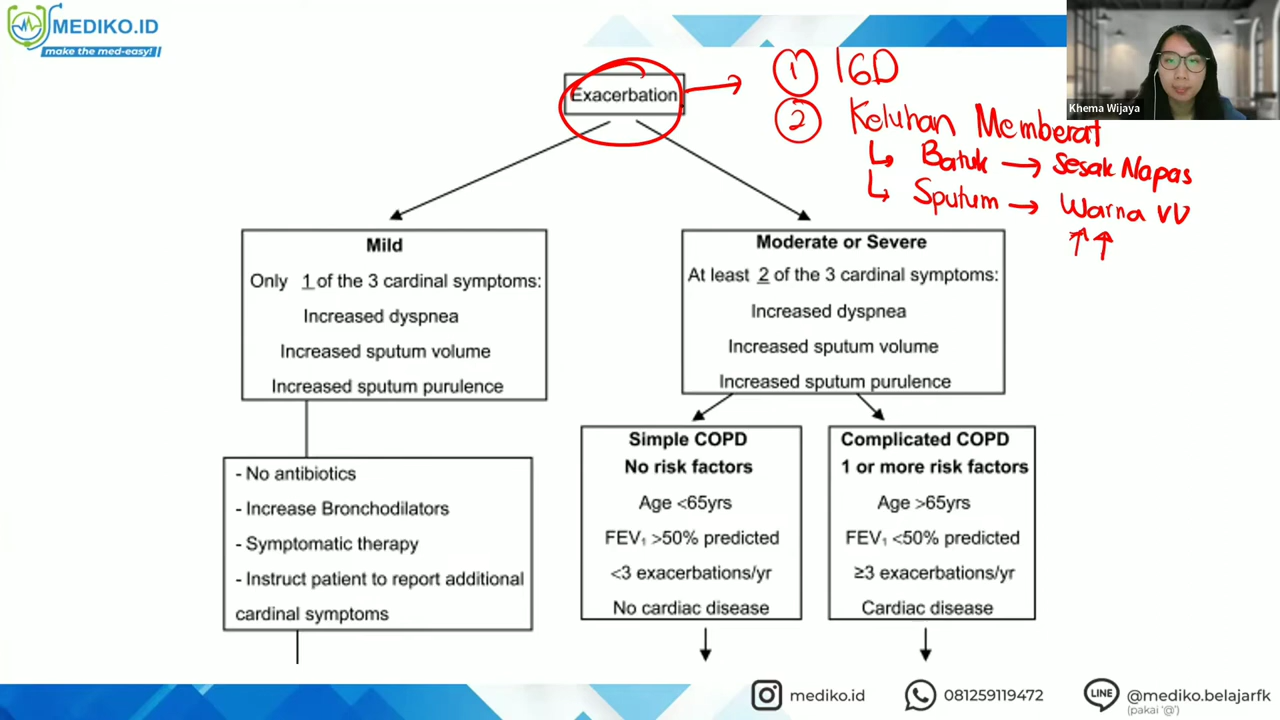 MEDIKO.ID
make the med-easy!
Exacerbation
1 IGD
2 Keluhan Memberat
Batuk → Sesak Napas
Sputum → Warna
↑↑
Khema Wijaya
Mild
Only 1 of the 3 cardinal symptoms:
Increased dyspnea
Increased sputum volume
Increased sputum purulence
Moderate or Severe
At least 2 of the 3 cardinal symptoms:
Increased dyspnea
Increased sputum volume
Increased sputum purulence
- No antibiotics
- Increase Bronchodilators
- Symptomatic therapy
- Instruct patient to report additional
cardinal symptoms
Simple COPD
No risk factors
Age <65yrs
FEV₁ >50% predicted
<3 exacerbations/yr
No cardiac disease
Complicated COPD
1 or more risk factors
Age >65yrs
FEV₁ <50% predicted
≥3 exacerbations/yr
Cardiac disease
mediko.id
081259119472
LINE
@mediko.belajarfk
(pakai '@')